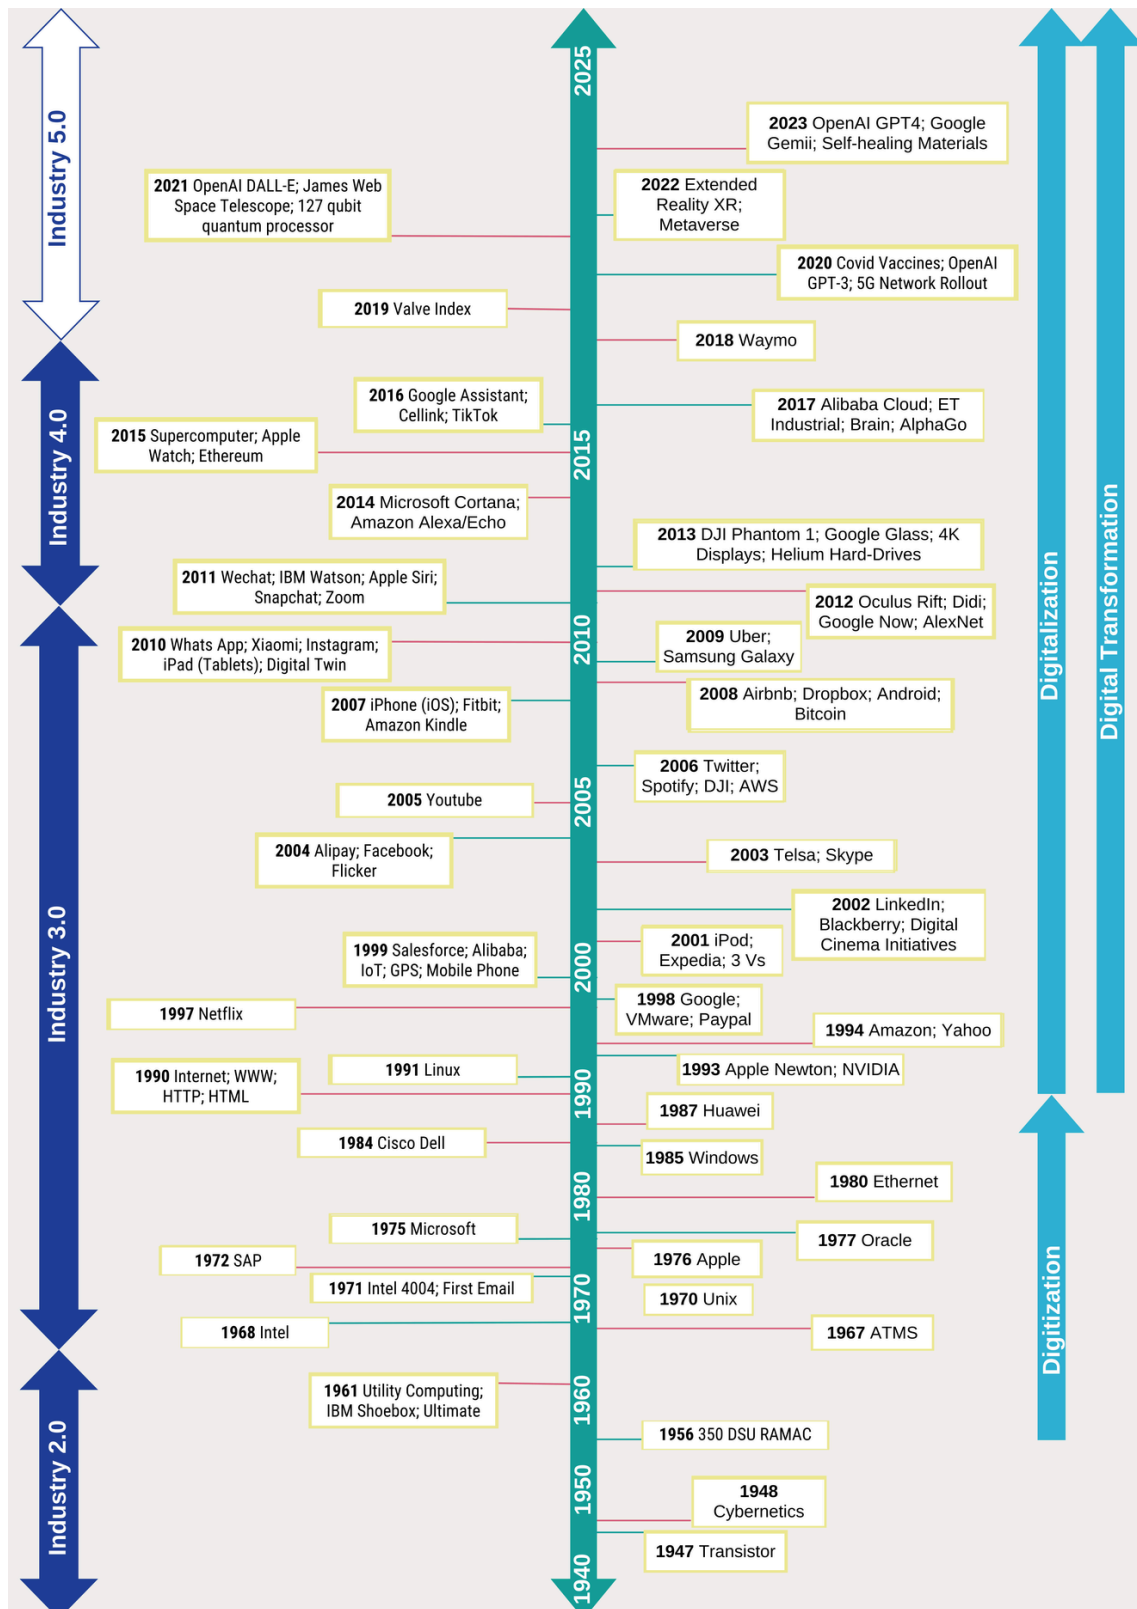 2025
2023 OpenAI GPT4; Google
Gemii; Self-healing Materials
2021 OpenAI DALL-E; James Web
Space Telescope; 127 qubit
quantum processor
2022 Extended
Reality XR;
Metaverse
2020 Covid Vaccines; OpenAI
GPT-3; 5G Network Rollout
Industry 5.0
2019 Valve Index
2018 Waymo
2016 Google Assistant;
Cellink; TikTok
2017 Alibaba Cloud; ET
Industrial; Brain; AlphaGo
2015 Supercomputer; Apple
Watch; Ethereum
2015
Industry 4.0
2014 Microsoft Cortana;
Amazon Alexa/Echo
2013 DJI Phantom 1; Google Glass; 4K
Displays; Helium Hard-Drives
2011 Wechat; IBM Watson; Apple Siri;
Snapchat; Zoom
2012 Oculus Rift; Didi;
Google Now; AlexNet
2010 Whats App; Xiaomi; Instagram;
iPad (Tablets); Digital Twin
2010
2009 Uber;
Samsung Galaxy
Digitalization
Digital Transformation
2007 iPhone (iOS); Fitbit;
Amazon Kindle
2008 Airbnb; Dropbox; Android;
Bitcoin
2006 Twitter;
Spotify; DJI; AWS
2005 Youtube
2005
2004 Alipay; Facebook;
Flicker
2003 Telsa; Skype
2002 LinkedIn;
Blackberry; Digital
Cinema Initiatives
2001 iPod;
Expedia; 3 Vs
1999 Salesforce; Alibaba;
IoT; GPS; Mobile Phone
2000
Industry 3.0
1998 Google;
VMware; Paypal
1997 Netflix
1994 Amazon; Yahoo
1993 Apple Newton; NVIDIA
1991 Linux
1990 Internet; WWW;
HTTP; HTML
1990
1987 Huawei
1984 Cisco Dell
1985 Windows
1980 Ethernet
1980
1975 Microsoft
1977 Oracle
1972 SAP
1976 Apple
1971 Intel 4004; First Email
1970
1970 Unix
1968 Intel
1967 ATMS
Digitization
1961 Utility Computing;
IBM Shoebox; Ultimate
1960
1956 350 DSU RAMAC
Industry 2.0
1950
1948
Cybernetics
1947 Transistor
1940